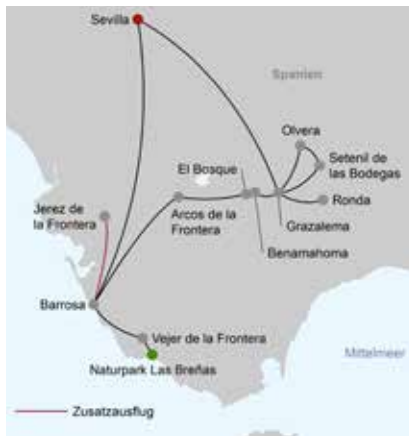 Sevilla
Spanien
Olvera
El Bosque
Setenil de
las Bodegas
Jerez de
la Frontera
Arcos de la
Frontera
Ronda
Grazalema
Benamahoma
Barrosa
Vejer de la Frontera
Mittelmeer
Naturpark Las Breñas
Zusatzausflug